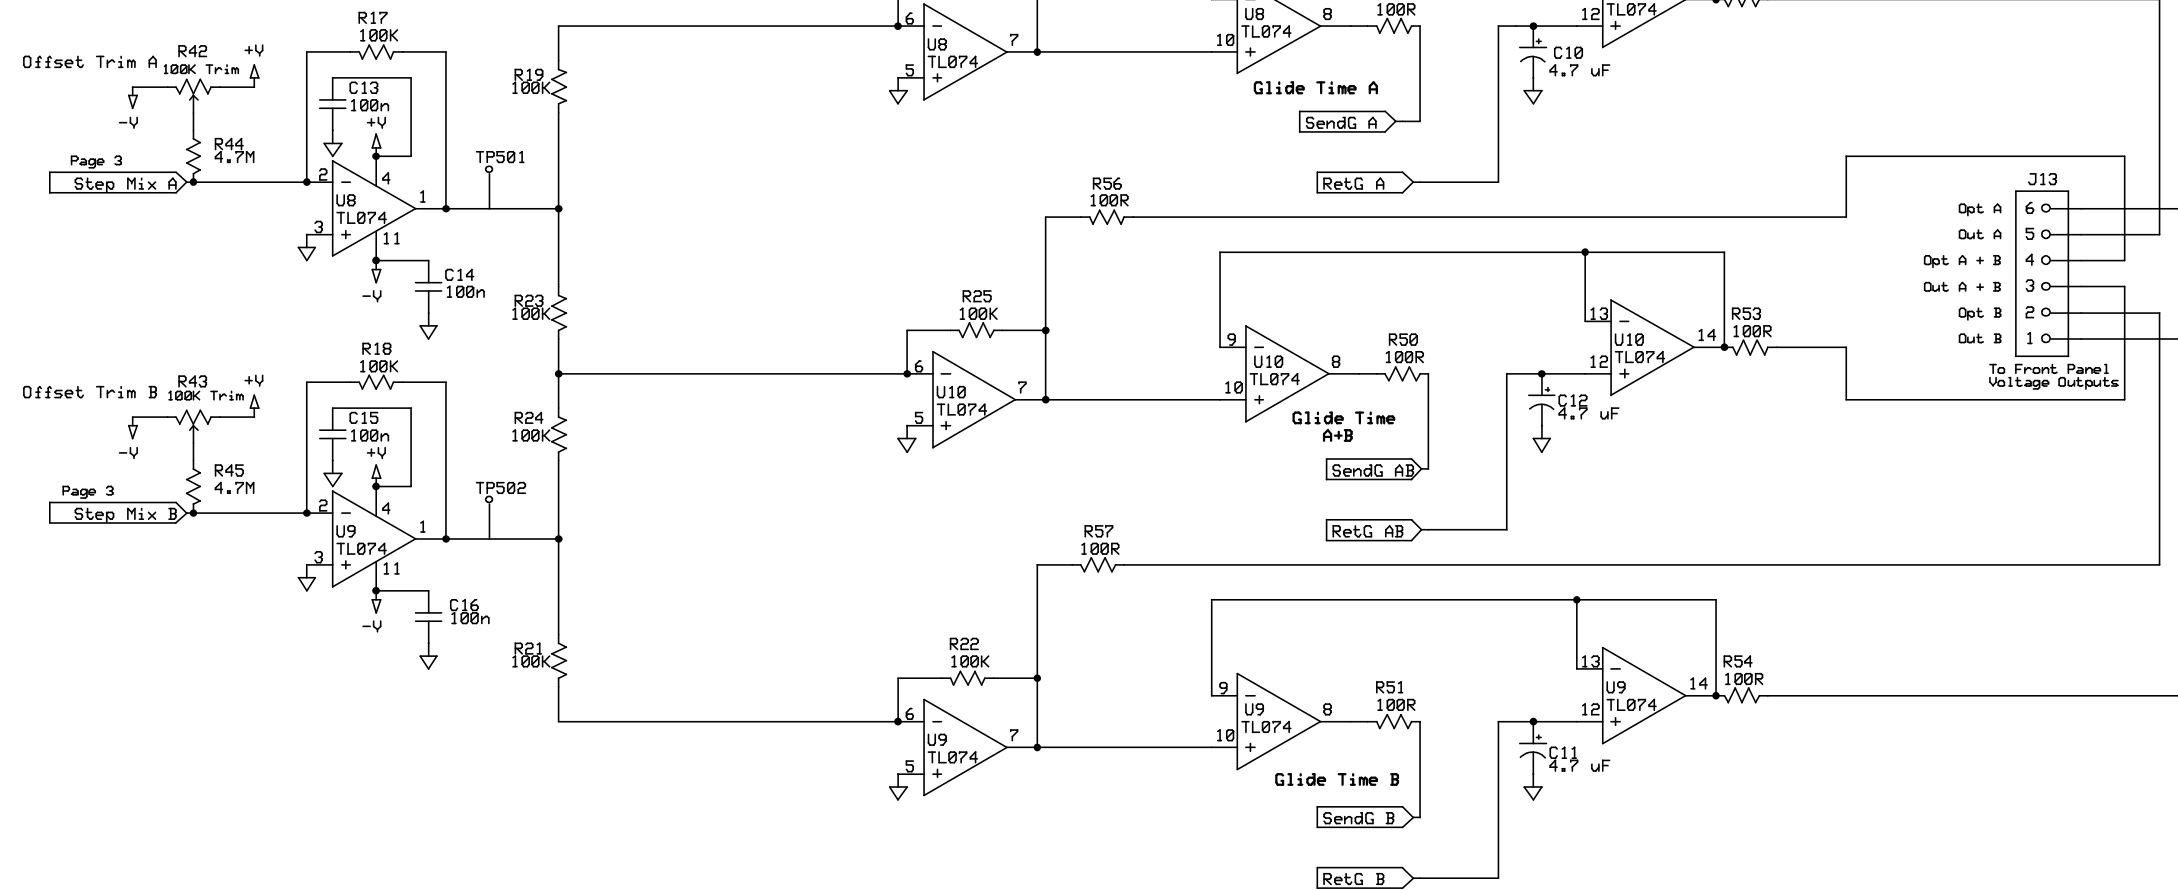 Offset Trim A
R42
100K Trim
+V
-V
R44
4.7M
Page 3
Step Mix A
R17
100K
C13
100n
+V
2
4
1
U8
TL074
3
11
-V
C14
100n
TP501
R19
100K
R23
100K
R24
100K
R21
100K
Offset Trim B
R43
100K Trim
+V
-V
R45
4.7M
Page 3
Step Mix B
R18
100K
C15
100n
+V
2
4
1
U9
TL074
3
11
-V
C16
100n
TP502
6
7
U8
TL074
5
U8
TL074
8
10
100R
Glide Time A
SendG A
RetG A
12
TL074
C10
4.7 uF
R56
100R
R25
100K
6
7
U10
TL074
5
9
8
U10
TL074
10
R50
100R
Glide Time
A+B
SendG AB
RetG AB
13
14
U10
TL074
12
C12
4.7 uF
R53
100R
J13
Opt A 6
Out A 5
Opt A + B 4
Out A + B 3
Opt B 2
Out B 1
To Front Panel
Voltage Outputs
R57
100R
R22
100K
6
7
U9
TL074
5
9
8
U9
TL074
10
R51
100R
Glide Time B
SendG B
RetG B
13
14
U9
TL074
12
C11
4.7 uF
R54
100R